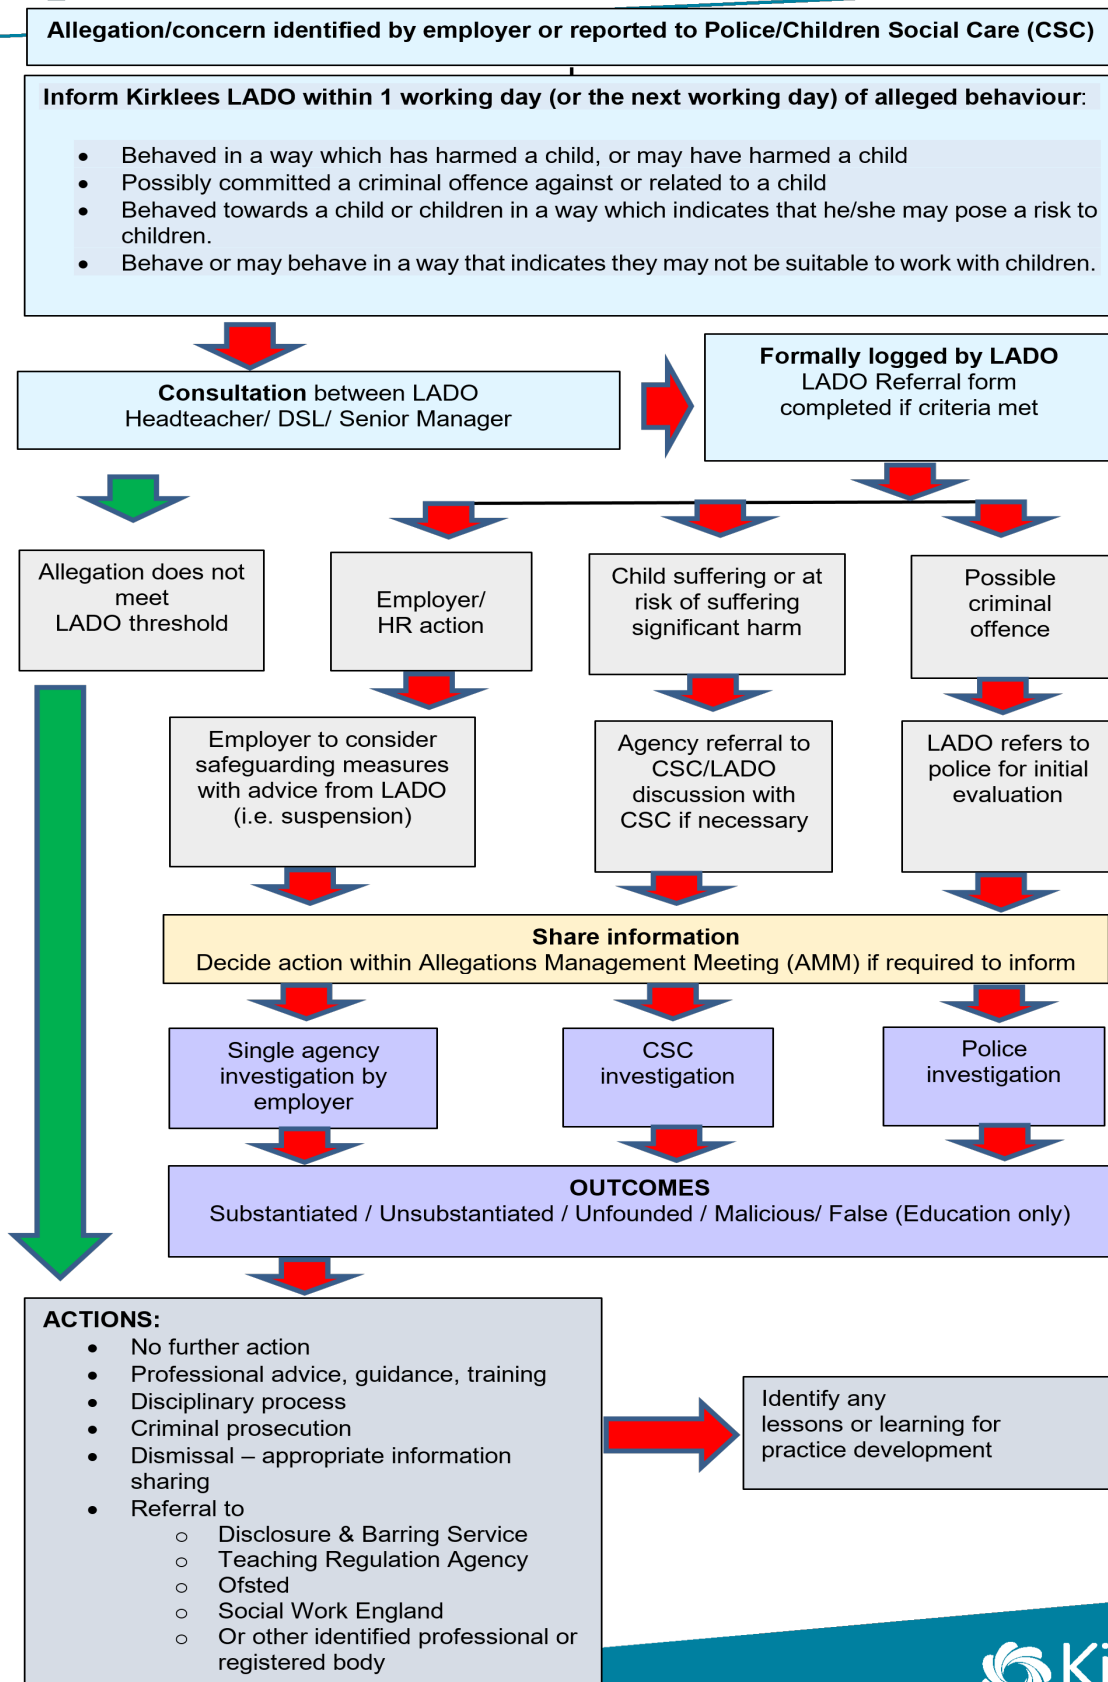 Allegation/concern identified by employer or reported to Police/Children Social Care (CSC)
Inform Kirklees LADO within 1 working day (or the next working day) of alleged behaviour:
• Behaved in a way which has harmed a child, or may have harmed a child
• Possibly committed a criminal offence against or related to a child
• Behaved towards a child or children in a way which indicates that he/she may pose a risk to
children.
• Behave or may behave in a way that indicates they may not be suitable to work with children.
Consultation between LADO
Headteacher/ DSL/ Senior Manager
Formally logged by LADO
LADO Referral form
completed if criteria met
Allegation does not
meet
LADO threshold
Employer/
HR action
Child suffering or at
risk of suffering
significant harm
Possible
criminal
offence
Employer to consider
safeguarding measures
with advice from LADO
(i.e. suspension)
Agency referral to
CSC/LADO
discussion with
CSC if necessary
LADO refers to
police for initial
evaluation
Share information
Decide action within Allegations Management Meeting (AMM) if required to inform
Single agency
investigation by
employer
CSC
investigation
Police
investigation
OUTCOMES
Substantiated / Unsubstantiated / Unfounded / Malicious/ False (Education only)
ACTIONS:
• No further action
• Professional advice, guidance, training
• Disciplinary process
• Criminal prosecution
• Dismissal – appropriate information
sharing
• Referral to
o Disclosure & Barring Service
o Teaching Regulation Agency
o Ofsted
o Social Work England
o Or other identified professional or
registered body
Identify any
lessons or learning for
practice development